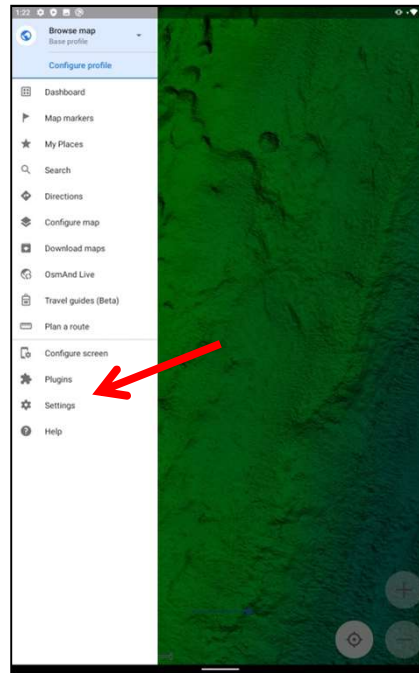 1:22
Browse map
Base profile
Configure profile
Dashboard
Map markers
My Places
Search
Directions
Configure map
Download maps
OsmAnd Live
Travel guides (Beta)
Plan a route
Configure screen
Plugins
Settings
Help